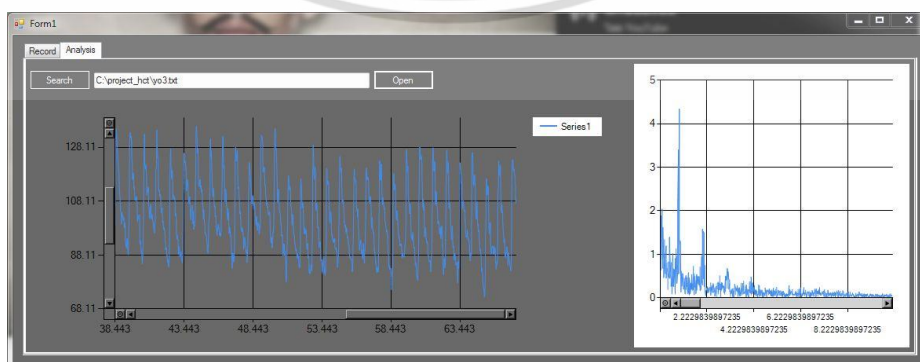 Form1
Record Analysis
Search C:\project_hct\yo3.txt Open
Series1
128.11
108.11
88.11
68.11
38.443 43.443 48.443 53.443 58.443 63.443
5
4
3
2
1
0
2.2229839897235 6.2229839897235
4.2229839897235 8.2229839897235